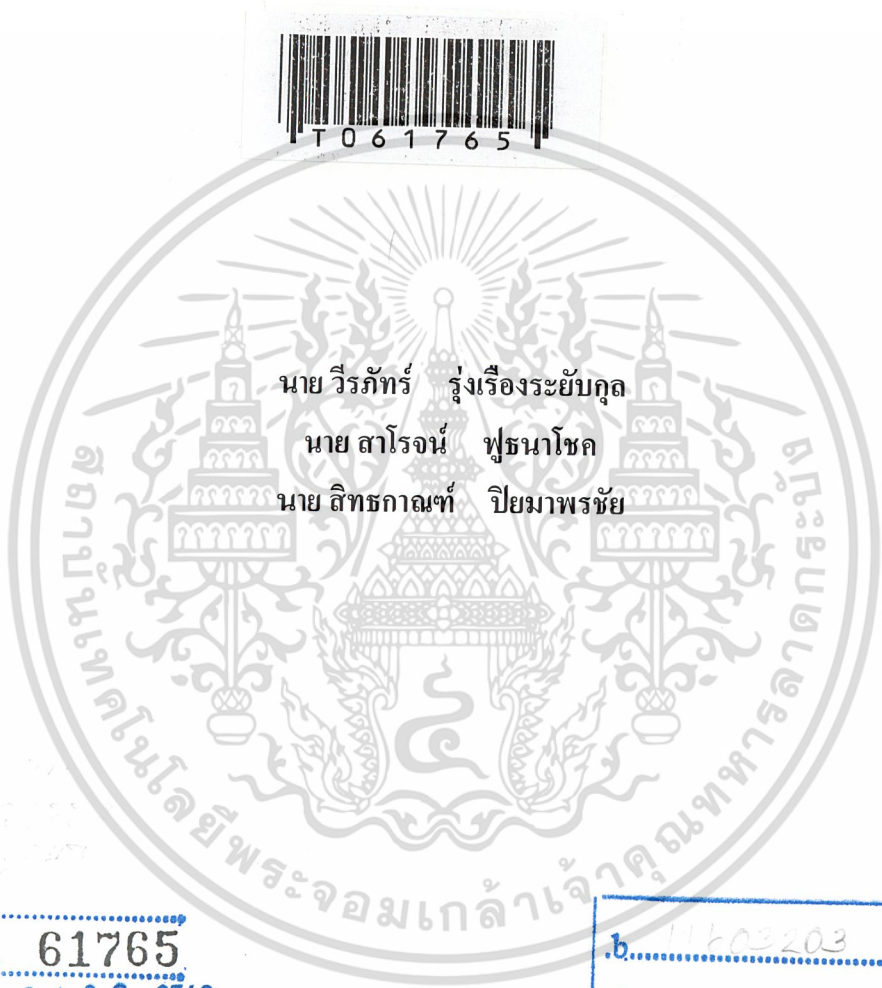 T061765
นาย วีรภัทร์ รุ่งเรืองระยับกุล
นาย สาโรจน์ ฟูธนาโชค
นาย สิทธกาณฑ์ ปิยมาพรชัย
สถาบันเทคโนโลยีพระจอมเกล้าเจ้าคุณทหารลาดกระบัง
61765
.b. 11603203